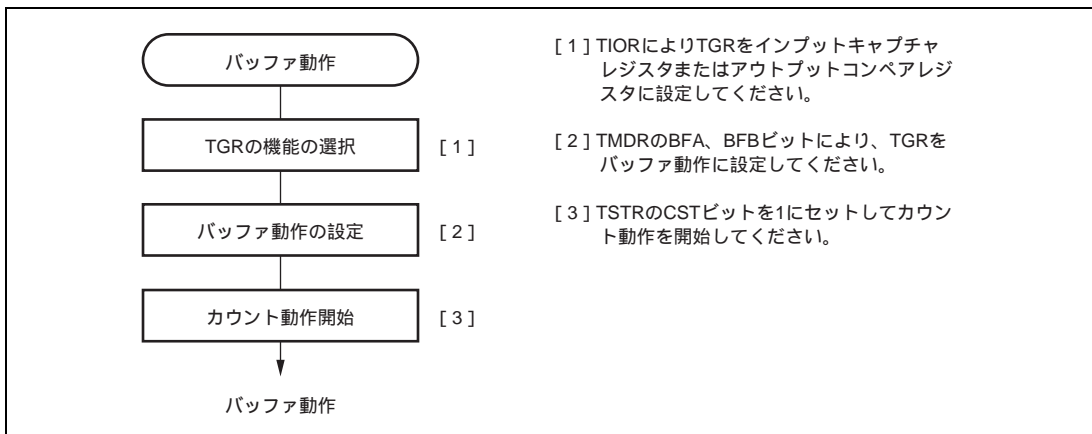 バッファ動作
TGRの機能の選択
[ 1 ]
バッファ動作の設定
[ 2 ]
カウント動作開始
[ 3 ]
バッファ動作
[ 1 ] TIORによりTGRをインプットキャプチャ
レジスタまたはアウトプットコンペアレジ
スタに設定してください。
[ 2 ] TMDRのBFA、BFBビットにより、TGRを
バッファ動作に設定してください。
[ 3 ] TSTRのCSTビットを1にセットしてカウン
ト動作を開始してください。